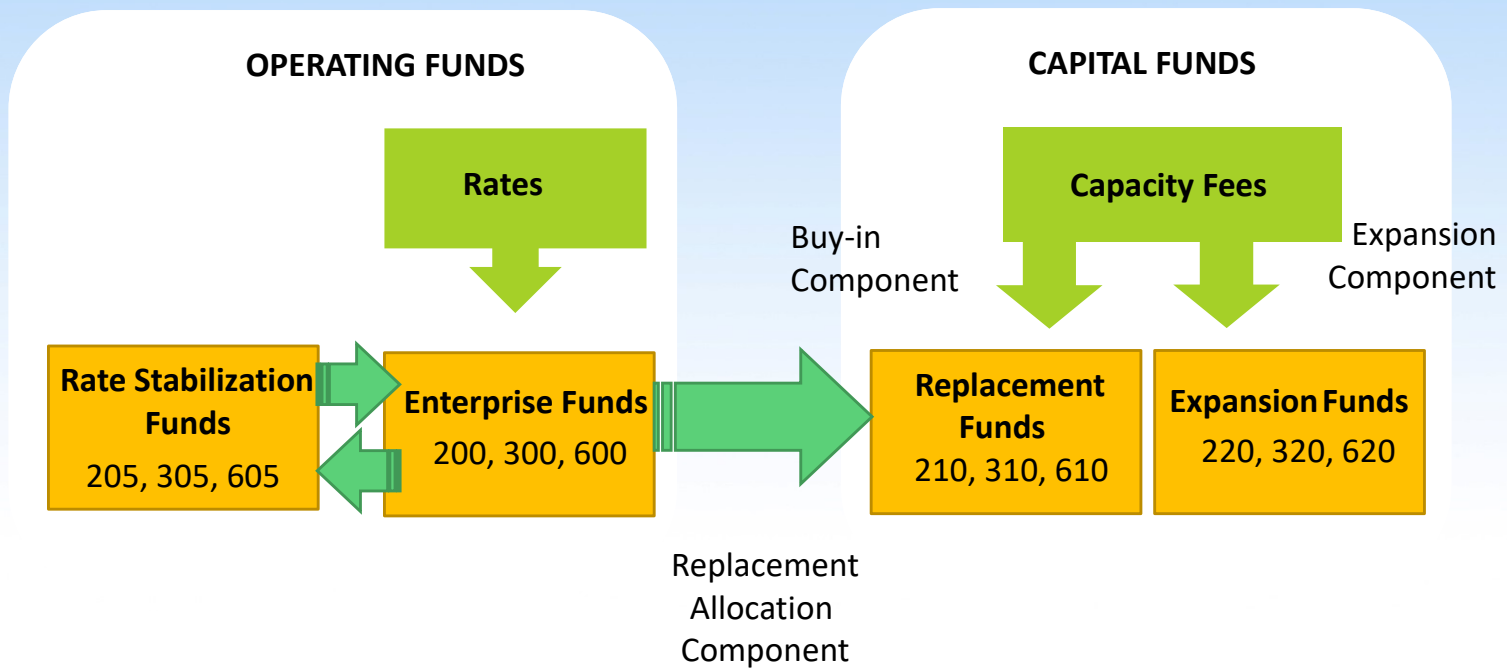 OPERATING FUNDS
CAPITAL FUNDS
Rates
Capacity Fees
Buy-in
Component
Expansion
Component
Rate Stabilization
Funds
205, 305, 605
Enterprise Funds
200, 300, 600
Replacement
Funds
210, 310, 610
Expansion Funds
220, 320, 620
Replacement
Allocation
Component